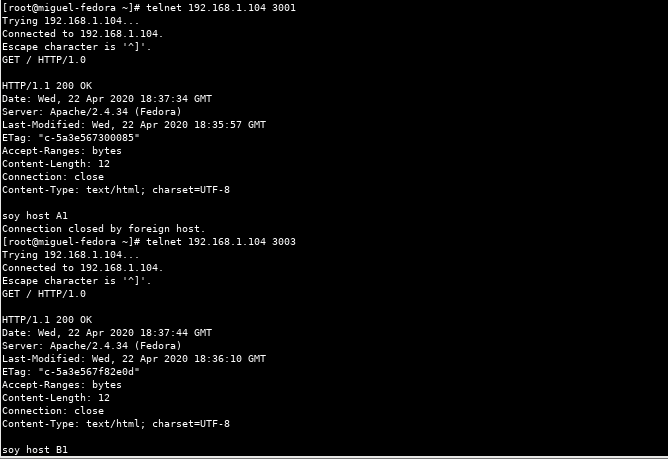 [root@miguel-fedora ~]# telnet 192.168.1.104 3001
Trying 192.168.1.104...
Connected to 192.168.1.104.
Escape character is '^]'.
GET / HTTP/1.0

HTTP/1.1 200 OK
Date: Wed, 22 Apr 2020 18:37:34 GMT
Server: Apache/2.4.34 (Fedora)
Last-Modified: Wed, 22 Apr 2020 18:35:57 GMT
ETag: "c-5a3e567300085"
Accept-Ranges: bytes
Content-Length: 12
Connection: close
Content-Type: text/html; charset=UTF-8

soy host A1
Connection closed by foreign host.
[root@miguel-fedora ~]# telnet 192.168.1.104 3003
Trying 192.168.1.104...
Connected to 192.168.1.104.
Escape character is '^]'.
GET / HTTP/1.0

HTTP/1.1 200 OK
Date: Wed, 22 Apr 2020 18:37:44 GMT
Server: Apache/2.4.34 (Fedora)
Last-Modified: Wed, 22 Apr 2020 18:36:10 GMT
ETag: "c-5a3e567f82e0d"
Accept-Ranges: bytes
Content-Length: 12
Connection: close
Content-Type: text/html; charset=UTF-8

soy host B1